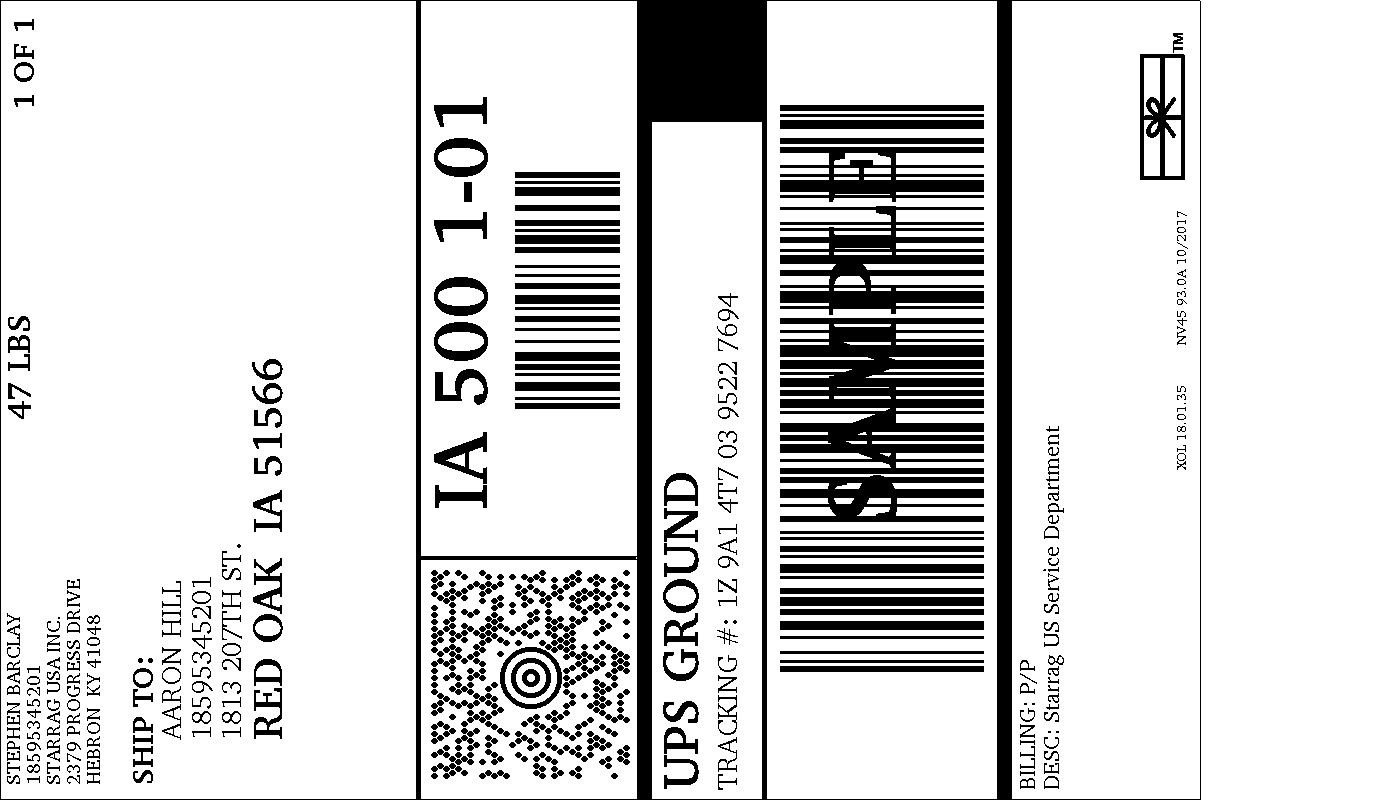 STEPHEN BARCLAY
18595345201
STARRAG USA INC.
2379 PROGRESS DRIVE
HEBRON KY 41048
47 LBS
1 OF 1
SHIP TO:
AARON HILL
18595345201
1813 207TH ST.
RED OAK IA 51566
IA 500 1-01
UPS GROUND
TRACKING #: 1Z 9A1 4T7 03 9522 7694
SAMPLE
BILLING: P/P
DESC: Starrag US Service Department
XOL 18.01.35 NV45 93.0A 10/2017
TM